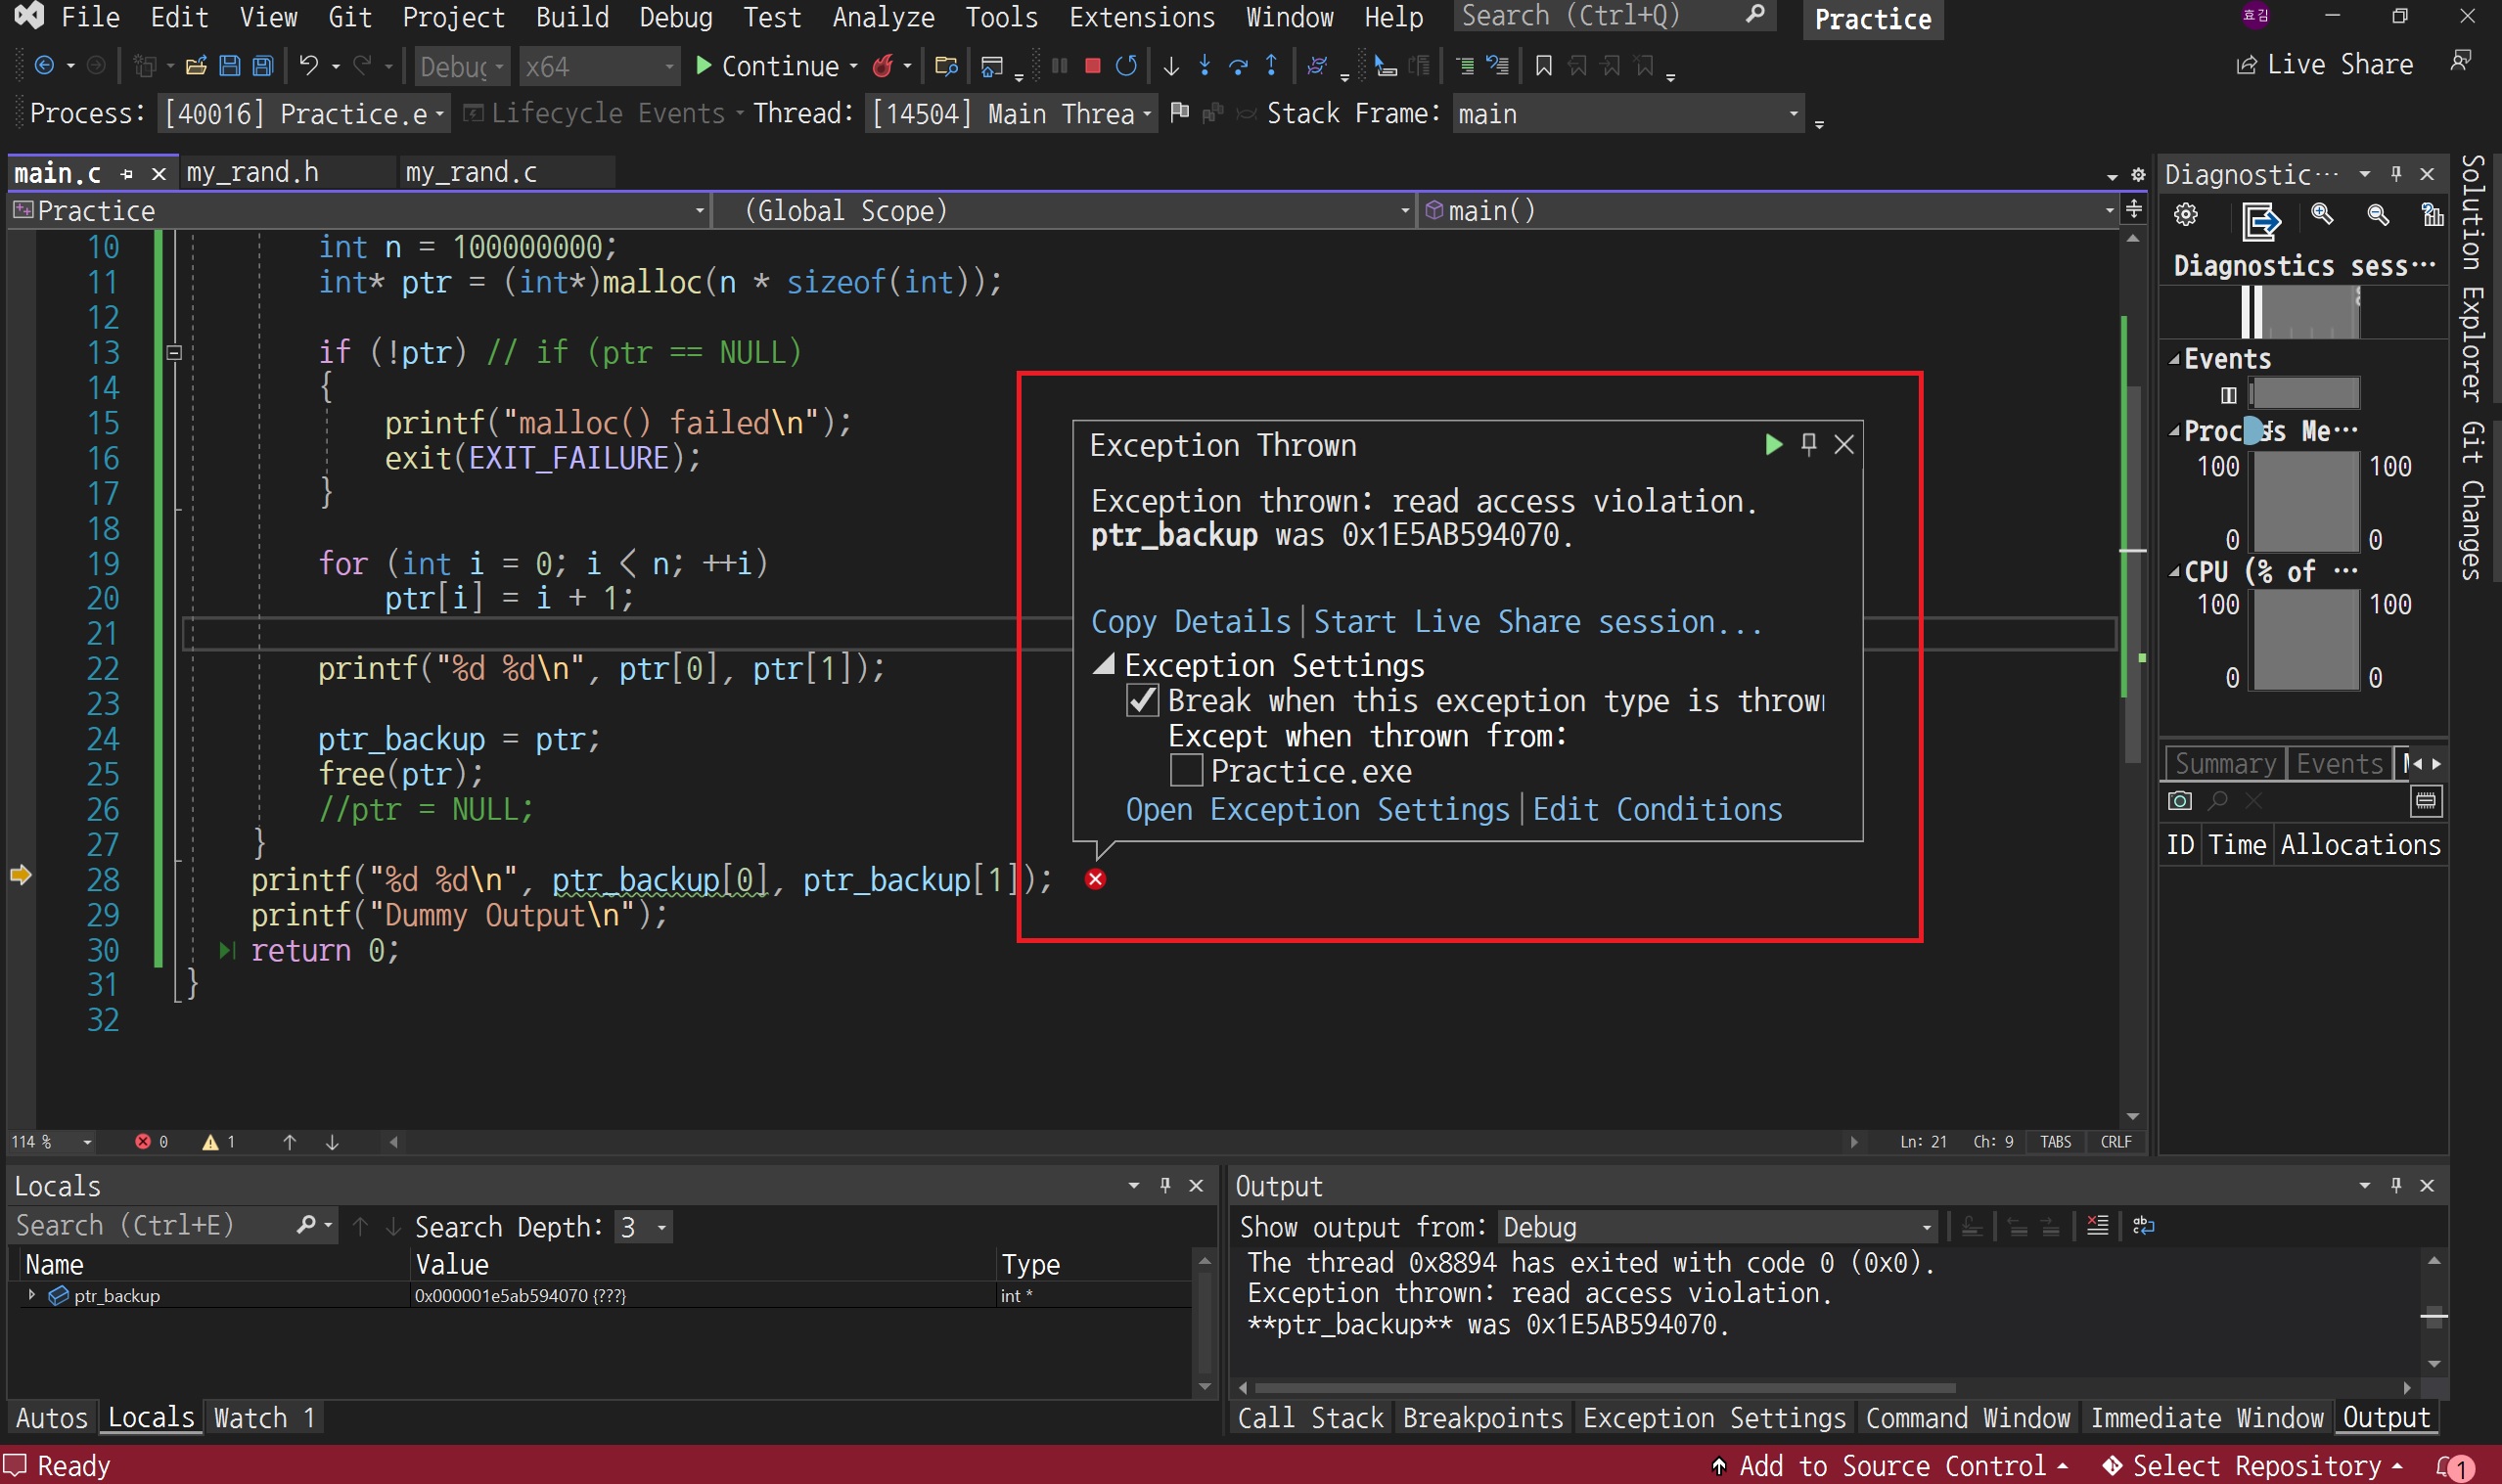 File Edit View Git Project Build Debug Test Analyze Tools Extensions Window Help Search (Ctrl+Q) Practice 효김
Debug x64 Continue Live Share
Process: [40016] Practice.e Lifecycle Events Thread: [14504] Main Threa Stack Frame: main
main.c my_rand.h my_rand.c
Practice (Global Scope) main()
10 int n = 100000000;
11 int* ptr = (int*)malloc(n * sizeof(int));
12
13 if (!ptr) // if (ptr == NULL)
14 {
15 printf("malloc() failed\n");
16 exit(EXIT_FAILURE);
17 }
18
19 for (int i = 0; i < n; ++i)
20 ptr[i] = i + 1;
21
22 printf("%d %d\n", ptr[0], ptr[1]);
23
24 ptr_backup = ptr;
25 free(ptr);
26 //ptr = NULL;
27 }
28 printf("%d %d\n", ptr_backup[0], ptr_backup[1]);
29 printf("Dummy Output\n");
30 return 0;
31 }
32
Exception Thrown
Exception thrown: read access violation.
ptr_backup was 0x1E5AB594070.
Copy Details | Start Live Share session...
Exception Settings
Break when this exception type is thrown
Except when thrown from:
Practice.exe
Open Exception Settings | Edit Conditions
114 % 0 1 Ln: 21 Ch: 9 TABS CRLF
Diagnostic...
Diagnostics sess...
Events
Me...
100 100
0 0
CPU (% of ...
100 100
0 0
Summary Events
ID Time Allocations
Solution Explorer
Git Changes
Locals
Search (Ctrl+E) Search Depth: 3
Name Value Type
ptr_backup 0x000001e5ab594070 {???} int *
Autos Locals Watch 1
Output
Show output from: Debug
The thread 0x8894 has exited with code 0 (0x0).
Exception thrown: read access violation.
**ptr_backup** was 0x1E5AB594070.
Call Stack Breakpoints Exception Settings Command Window Immediate Window Output
Ready Add to Source Control Select Repository 1